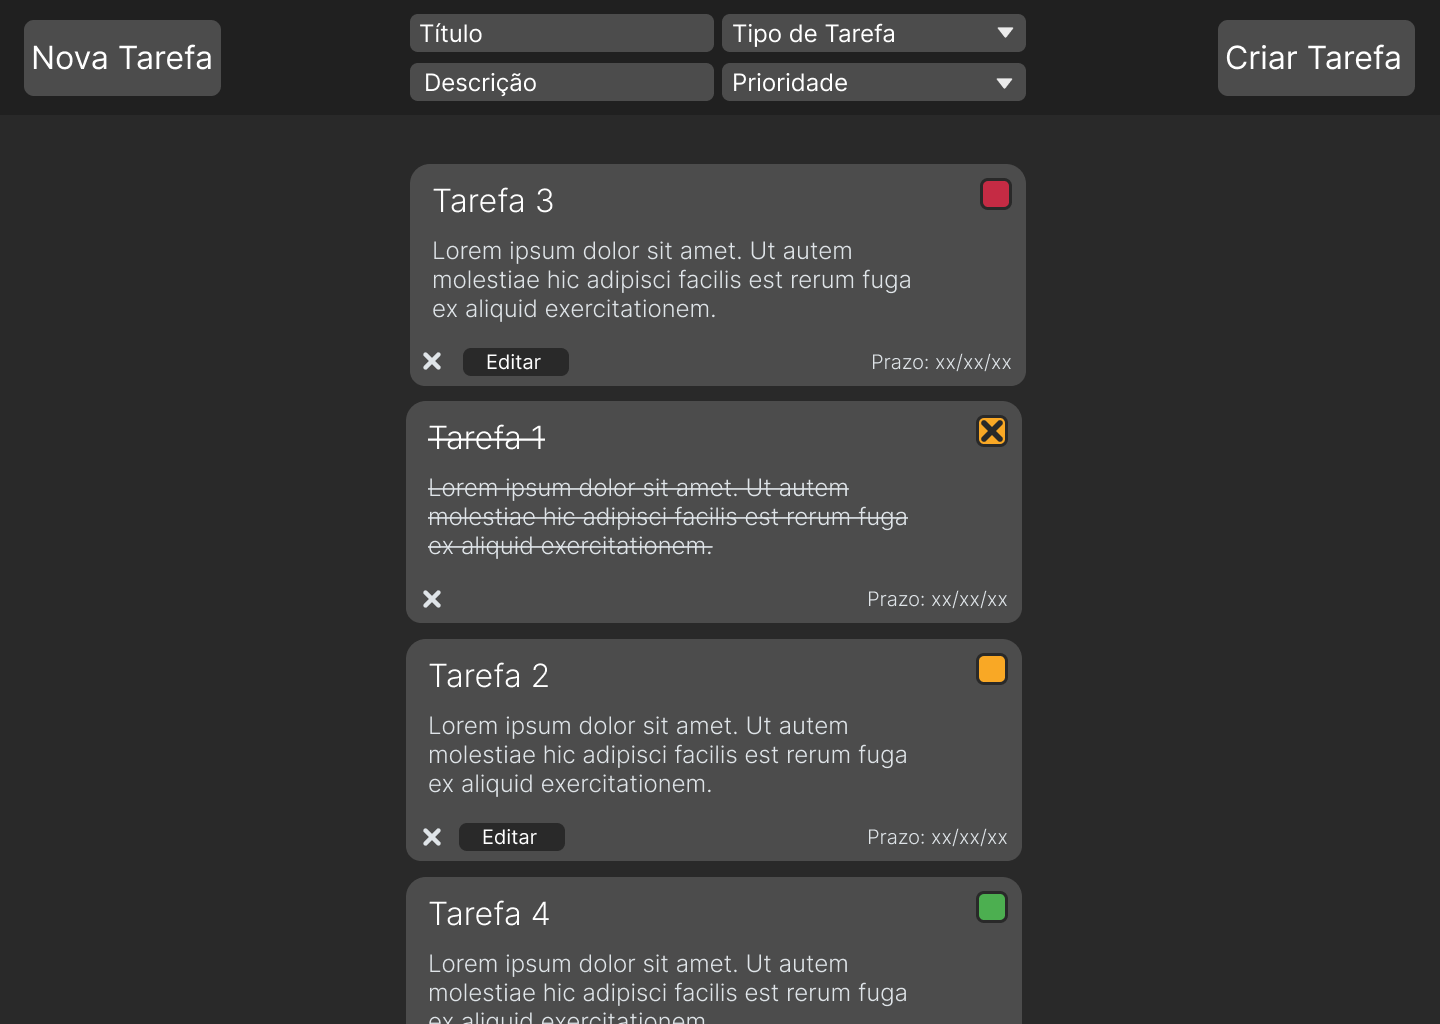 Nova Tarefa
Título
Tipo de Tarefa
Descrição
Prioridade
Criar Tarefa
Tarefa 3
Lorem ipsum dolor sit amet. Ut autem
molestiae hic adipisci facilis est rerum fuga
ex aliquid exercitationem.
Editar
Prazo: xx/xx/xx
Tarefa 1
Lorem ipsum dolor sit amet. Ut autem
molestiae hic adipisci facilis est rerum fuga
ex aliquid exercitationem.
Prazo: xx/xx/xx
Tarefa 2
Lorem ipsum dolor sit amet. Ut autem
molestiae hic adipisci facilis est rerum fuga
ex aliquid exercitationem.
Editar
Prazo: xx/xx/xx
Tarefa 4
Lorem ipsum dolor sit amet. Ut autem
molestiae hic adipisci facilis est rerum fuga
ex aliquid exercitationem.